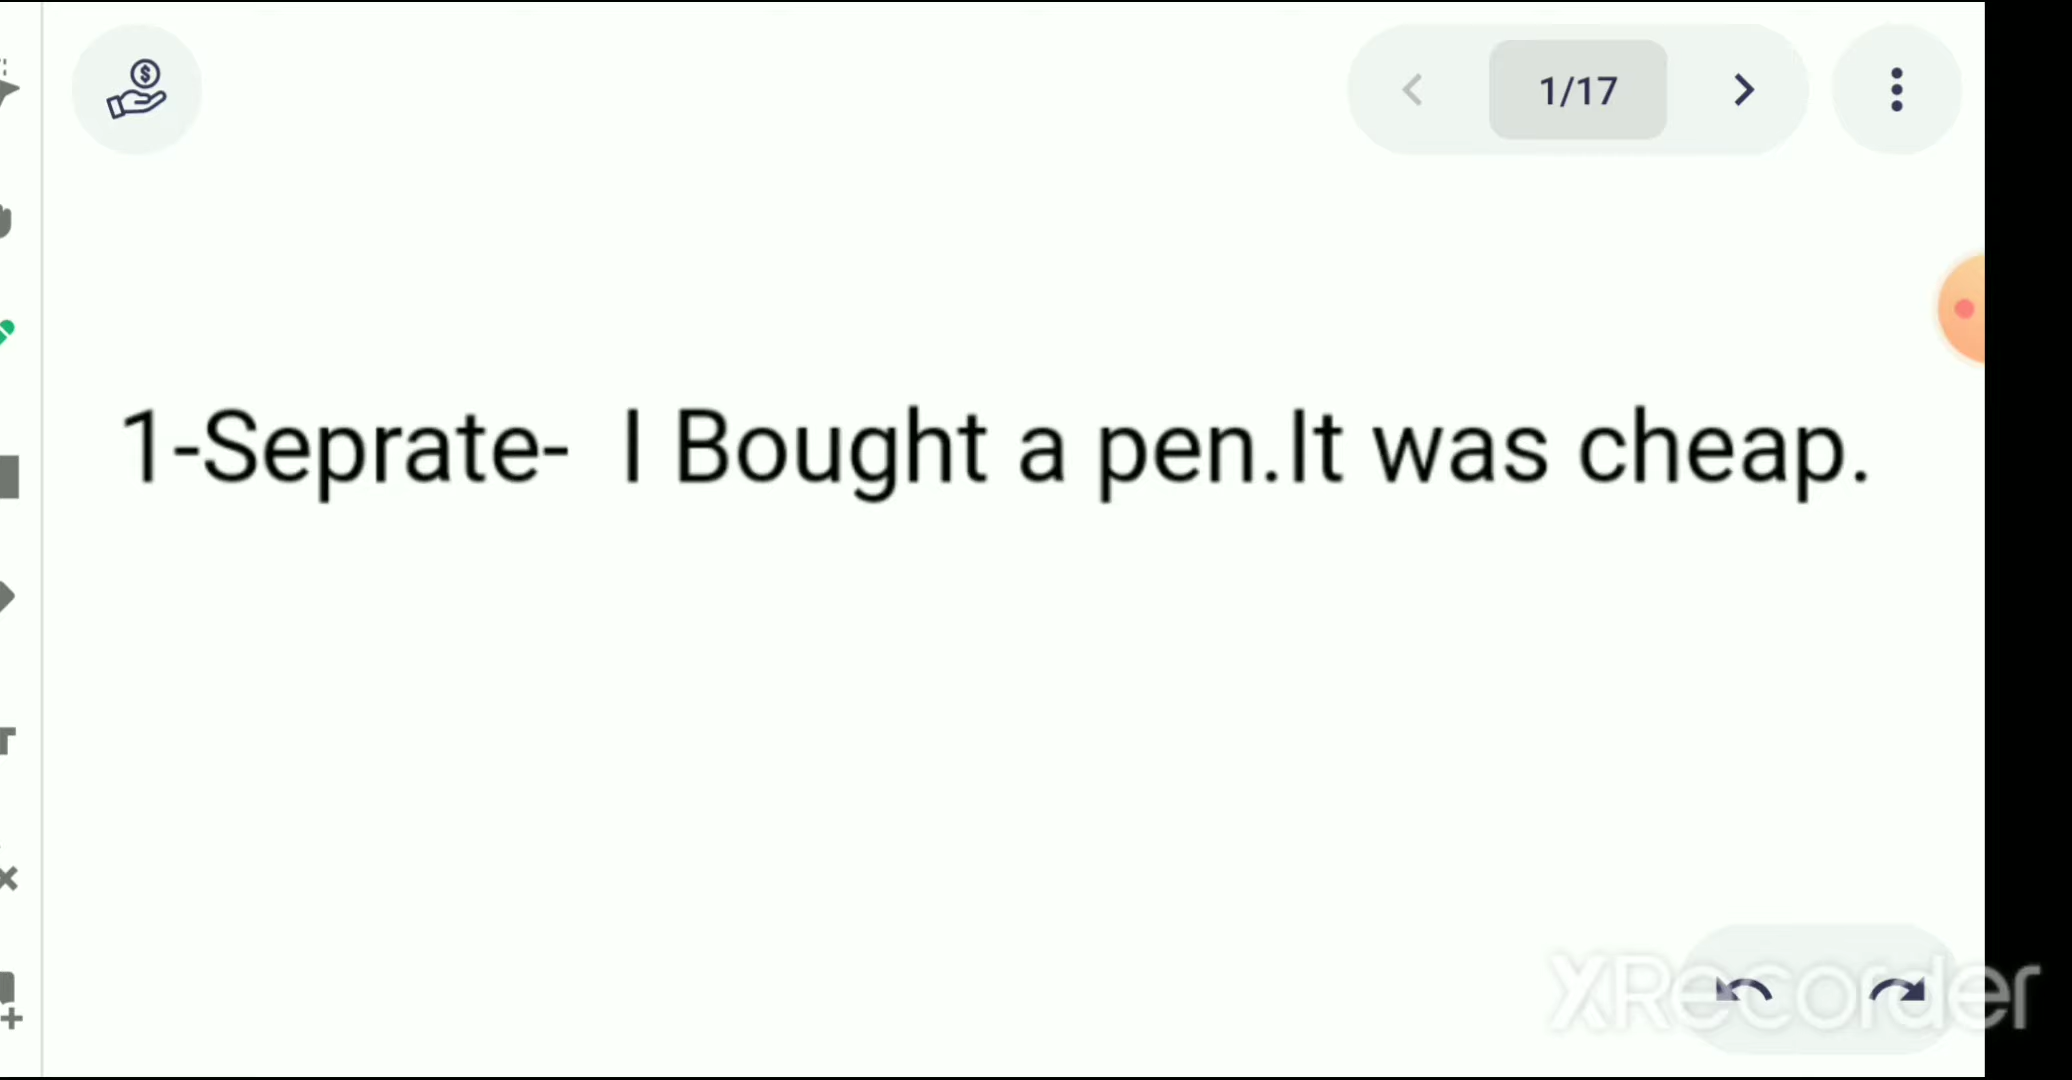 1/17
1-Seprate-  I Bought a pen.It was cheap.
XRecorder